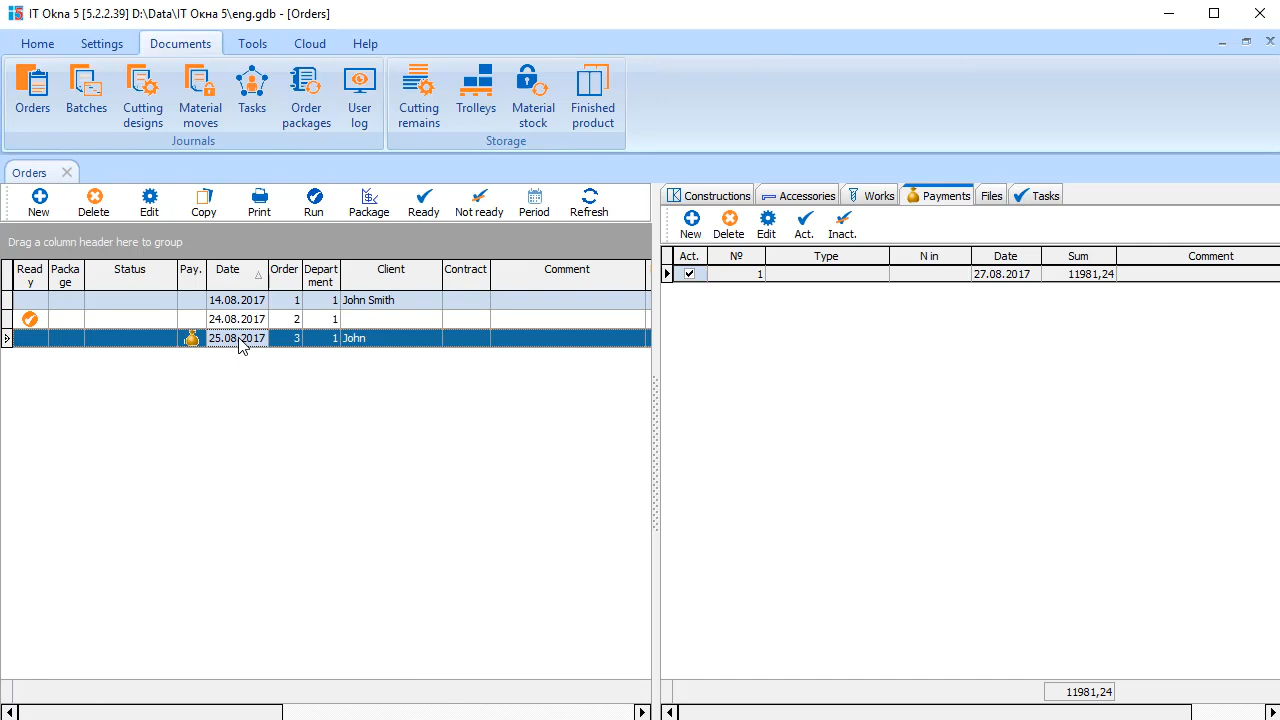 IT Окна 5 [5.2.2.39] D:\Data\IT Окна 5\eng.gdb - [Orders]
Home Settings Documents Tools Cloud Help
Orders Batches Cutting designs Material moves Tasks Order packages User log Cutting remains Trolleys Material stock Finished product
Journals Storage
Orders
New Delete Edit Copy Print Run Package Ready Not ready Period Refresh
Constructions Accessories Works Payments Files Tasks
New Delete Edit Act. Inact.
Drag a column header here to group
Ready Package Status Pay. Date Order Department Client Contract Comment
Act. Nº Type N in Date Sum Comment
14.08.2017 1 1 John Smith
24.08.2017 2 1
25.08.2017 3 1 John
1 27.08.2017 11981,24
11981,24